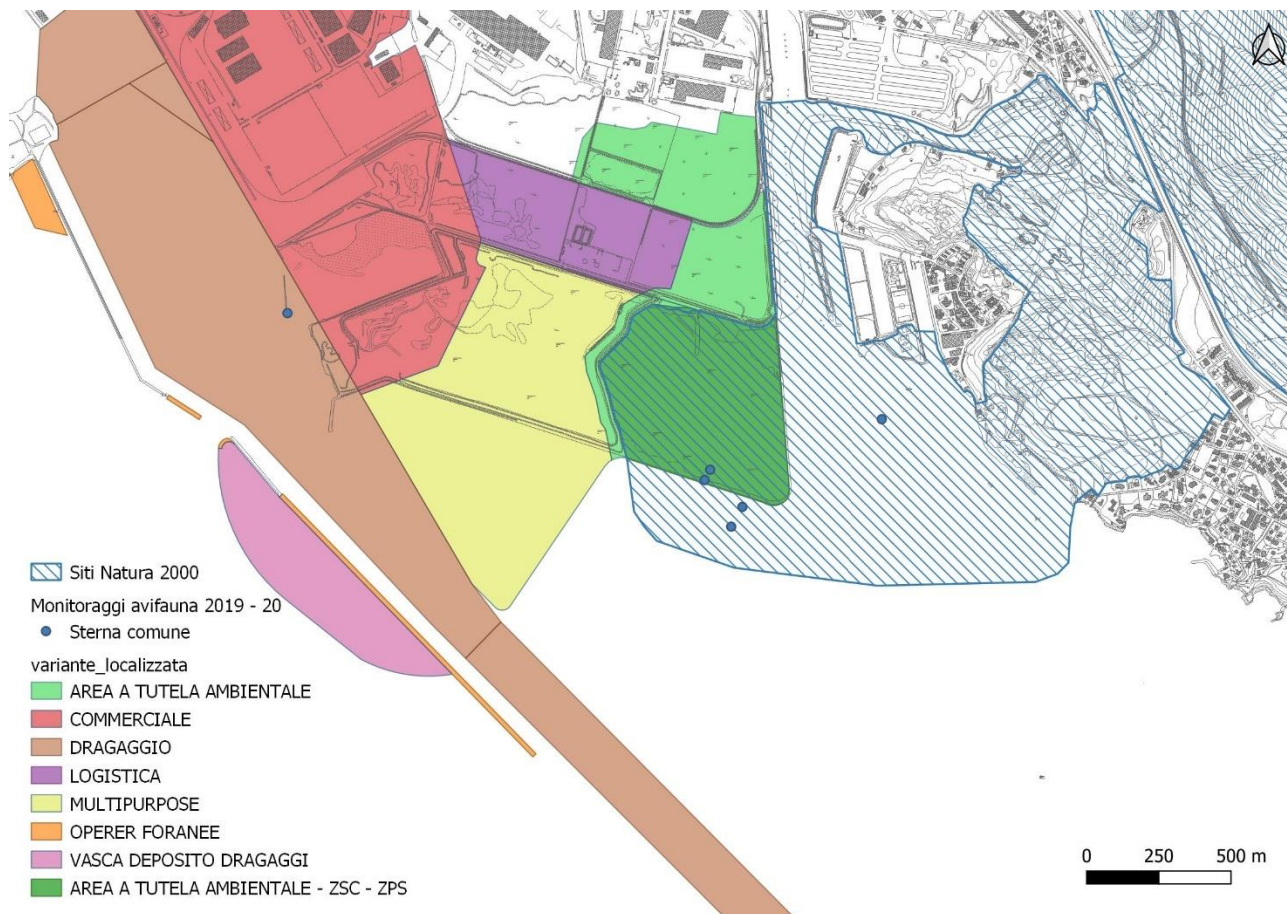 Siti Natura 2000
Monitoraggi avifauna 2019 - 20
Sterna comune
variante_localizzata
AREA A TUTELA AMBIENTALE
COMMERCIALE
DRAGAGGIO
LOGISTICA
MULTIPURPOSE
OPERER FORANEE
VASCA DEPOSITO DRAGAGGI
AREA A TUTELA AMBIENTALE - ZSC - ZPS
0 250 500 m